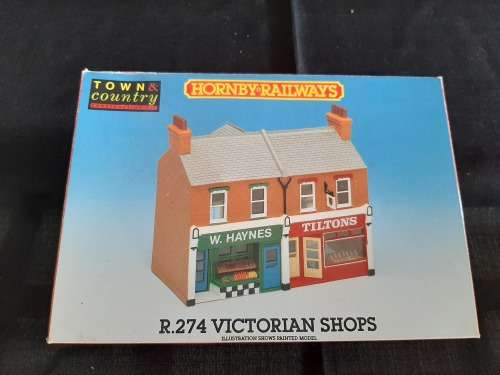 TOWN &
country
HORNBY RAILWAYS
W. HAYNES
TILTONS
R.274 VICTORIAN SHOPS
ILLUSTRATION SHOWS PAINTED MODEL